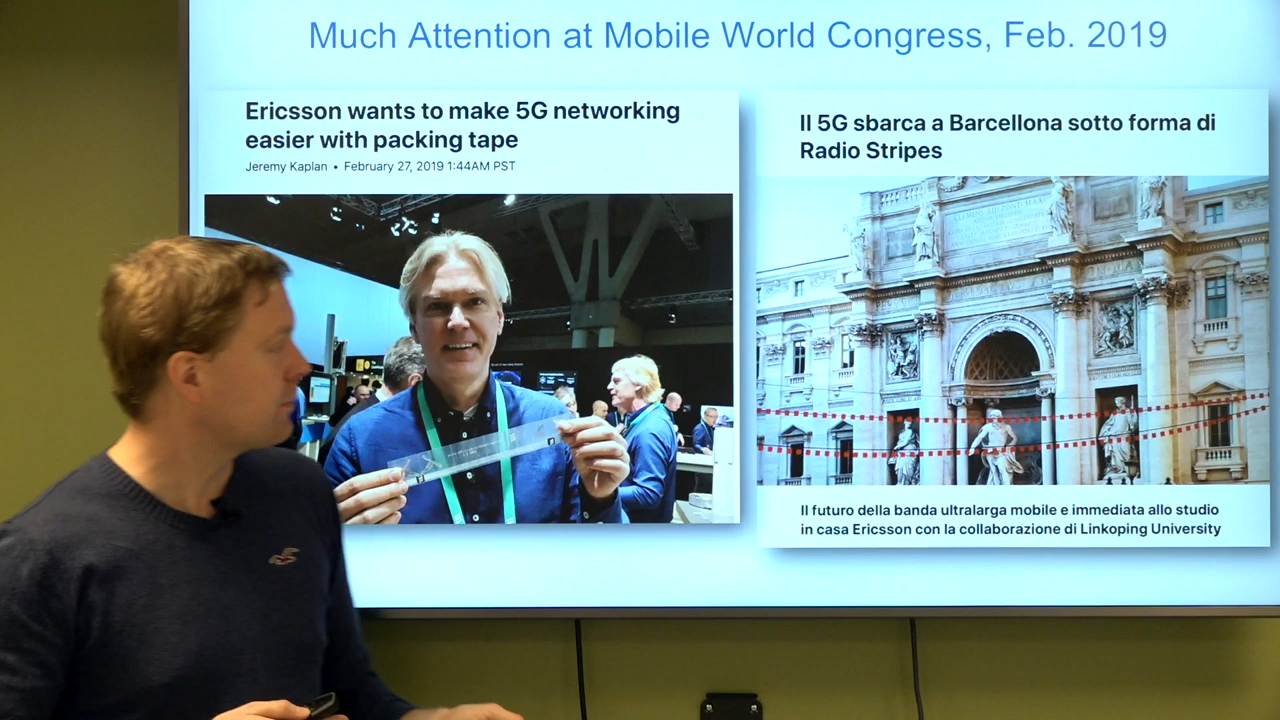 Much Attention at Mobile World Congress, Feb. 2019
Ericsson wants to make 5G networking
easier with packing tape
Jeremy Kaplan • February 27, 2019 1:44AM PST
Il 5G sbarca a Barcellona sotto forma di
Radio Stripes
Il futuro della banda ultralarga mobile e immediata allo studio
in casa Ericsson con la collaborazione di Linkoping University